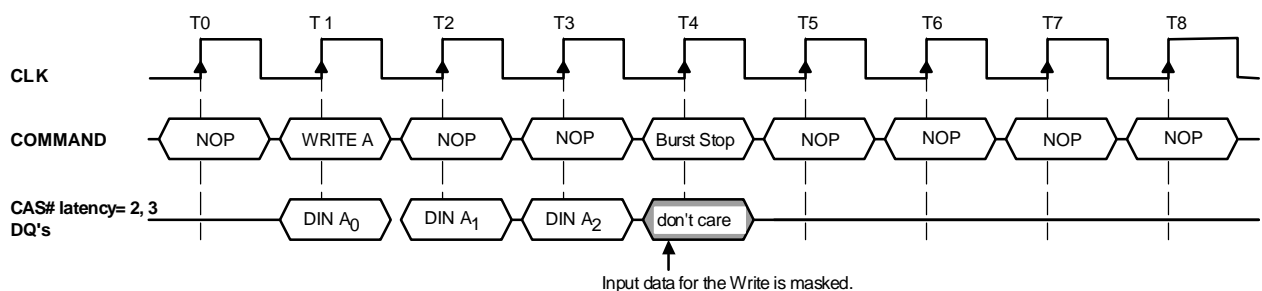 T0 T 1 T2 T3 T4 T5 T6 T7 T8
CLK
COMMAND NOP WRITE A NOP NOP Burst Stop NOP NOP NOP NOP
CAS# latency= 2, 3
DQ's DIN A0 DIN A1 DIN A2 don't care
Input data for the Write is masked.